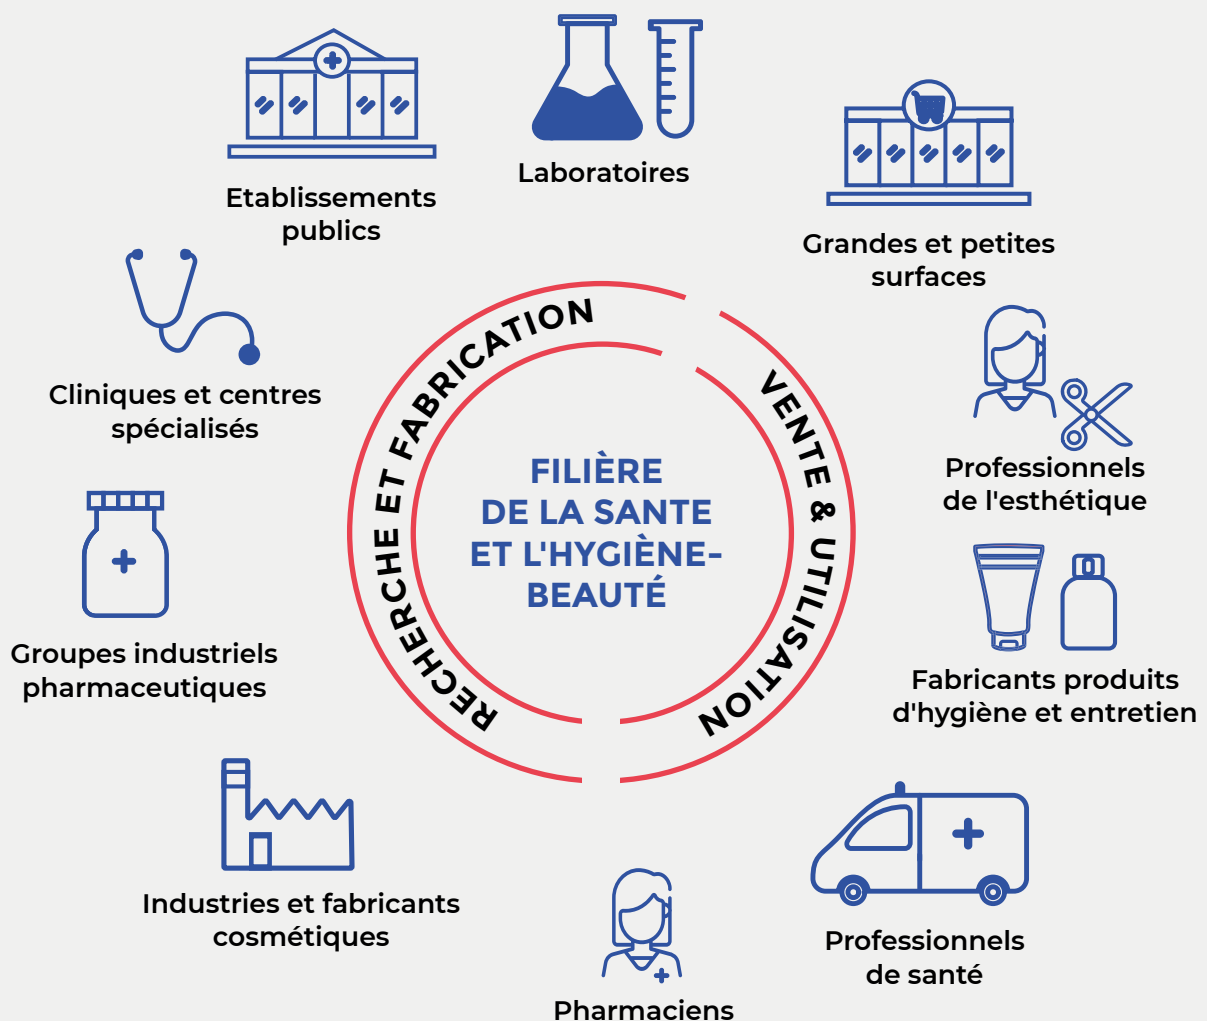 Laboratoires
Etablissements
publics
Grandes et petites
surfaces
Cliniques et centres
spécialisés
Professionnels
de l'esthétique
RECHERCHE ET FABRICATION
VENTE & UTILISATION
FILIÈRE
DE LA SANTE
ET L'HYGIÈNE-
BEAUTÉ
Groupes industriels
pharmaceutiques
Fabricants produits
d'hygiène et entretien
Industries et fabricants
cosmétiques
Professionnels
de santé
Pharmaciens